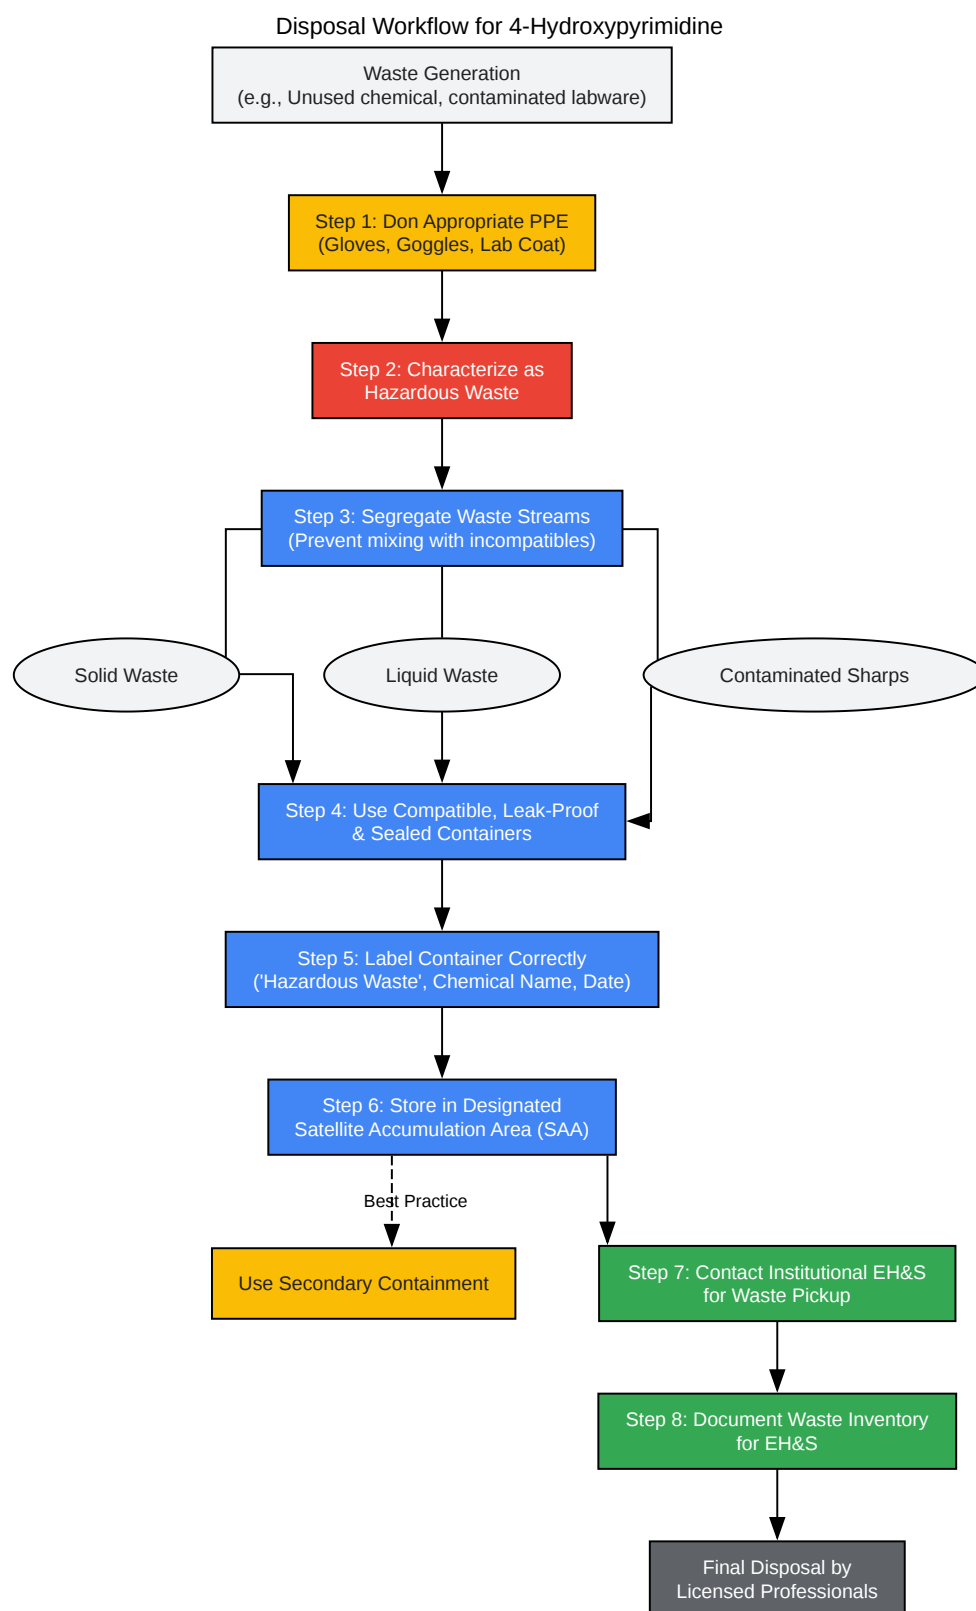 Disposal Workflow for 4-Hydroxypyrimidine
Waste Generation
(e.g., Unused chemical, contaminated labware)
Step 1: Don Appropriate PPE
(Gloves, Goggles, Lab Coat)
Step 2: Characterize as
Hazardous Waste
Step 3: Segregate Waste Streams
(Prevent mixing with incompatibles)
Solid Waste
Liquid Waste
Contaminated Sharps
Step 4: Use Compatible, Leak-Proof
& Sealed Containers
Step 5: Label Container Correctly
('Hazardous Waste', Chemical Name, Date)
Step 6: Store in Designated
Satellite Accumulation Area (SAA)
Best Practice
Use Secondary Containment
Step 7: Contact Institutional EH&S
for Waste Pickup
Step 8: Document Waste Inventory
for EH&S
Final Disposal by
Licensed Professionals